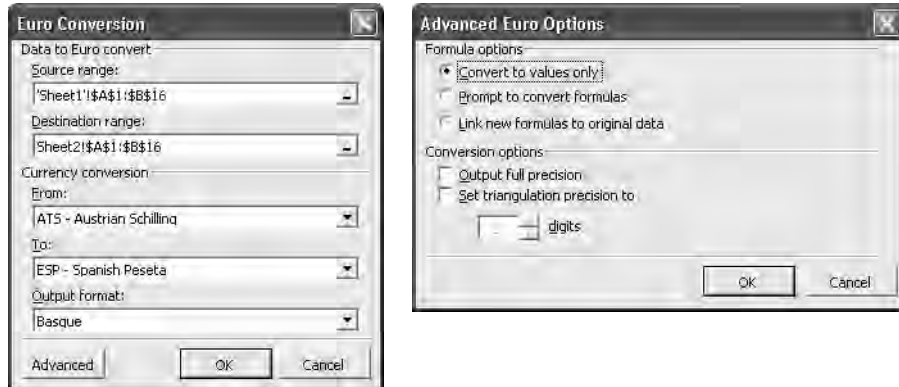 Euro Conversion
Data to Euro convert
Source range:
'Sheet1'!$A$1:$B$16
Destination range:
Sheet2!$A$1:$B$16
Currency conversion
From:
ATS - Austrian Schilling
To:
ESP - Spanish Peseta
Output format:
Basque
Advanced
OK
Cancel
Advanced Euro Options
Formula options
Convert to values only
Prompt to convert formulas
Link new formulas to original data
Conversion options
Output full precision
Set triangulation precision to
digits
OK
Cancel